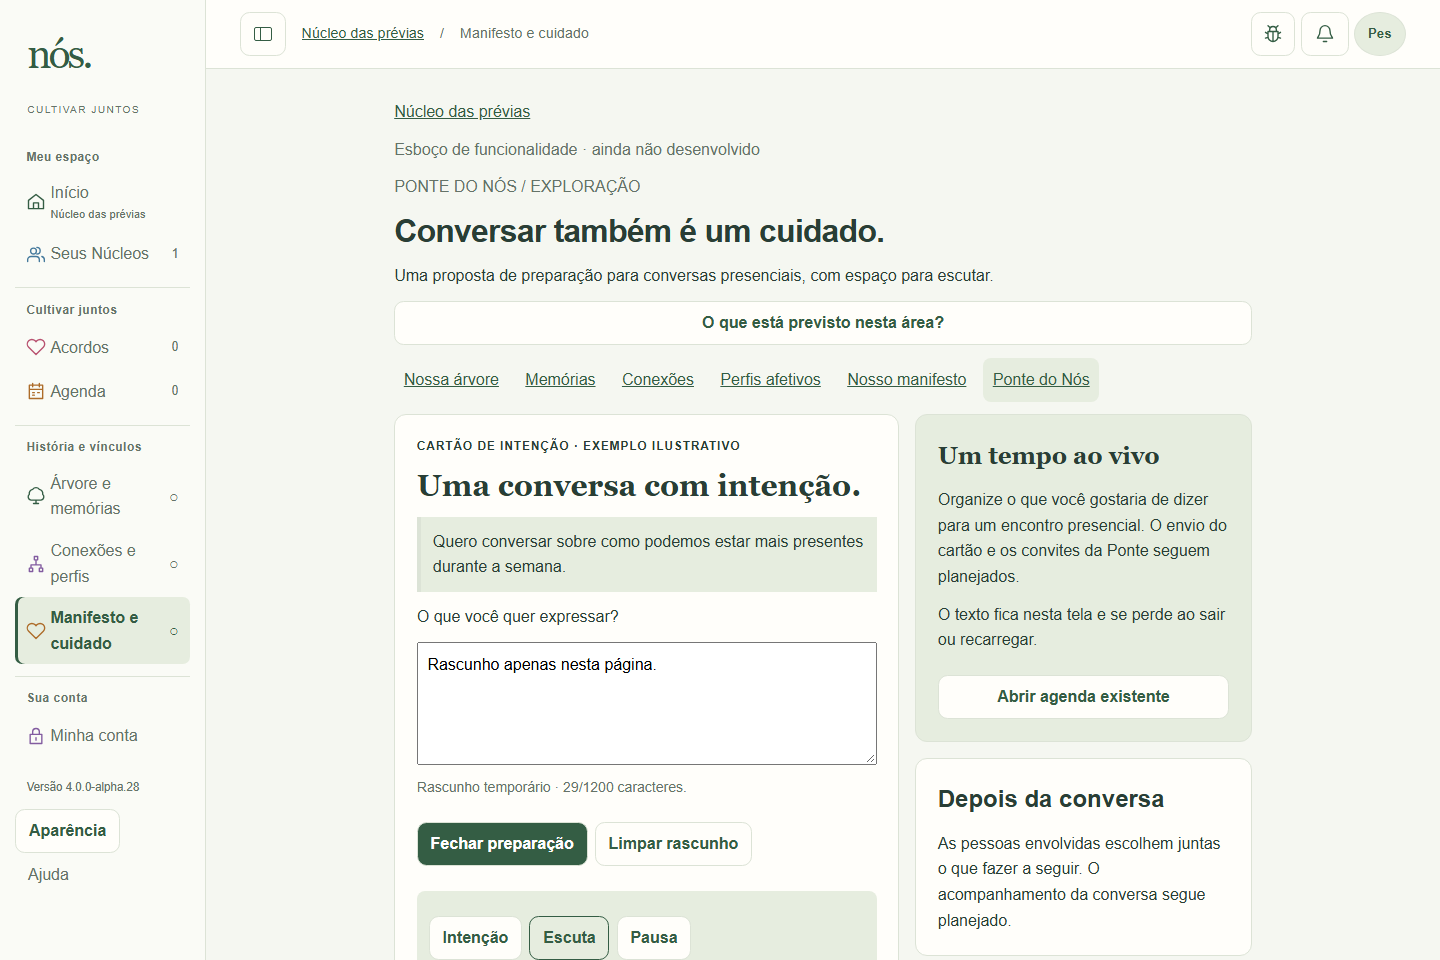 nós.
CULTIVAR JUNTOS
Meu espaço
Início
Núcleo das prévias
Seus Núcleos 1
Cultivar juntos
Acordos 0
Agenda 0
História e vínculos
Árvore e
memórias
Conexões e
perfis
Manifesto e
cuidado
Sua conta
Minha conta
Versão 4.0.0-alpha.28
Aparência
Ajuda
Núcleo das prévias / Manifesto e cuidado
Pes
Núcleo das prévias
Esboço de funcionalidade · ainda não desenvolvido
PONTE DO NÓS / EXPLORAÇÃO
Conversar também é um cuidado.
Uma proposta de preparação para conversas presenciais, com espaço para escutar.
O que está previsto nesta área?
Nossa árvore Memórias Conexões Perfis afetivos Nosso manifesto Ponte do Nós
CARTÃO DE INTENÇÃO · EXEMPLO ILUSTRATIVO
Uma conversa com intenção.
Quero conversar sobre como podemos estar mais presentes
durante a semana.
O que você quer expressar?
Rascunho apenas nesta página.
Rascunho temporário · 29/1200 caracteres.
Fechar preparação Limpar rascunho
Intenção Escuta Pausa
Um tempo ao vivo
Organize o que você gostaria de dizer
para um encontro presencial. O envio do
cartão e os convites da Ponte seguem
planejados.
O texto fica nesta tela e se perde ao sair
ou recarregar.
Abrir agenda existente
Depois da conversa
As pessoas envolvidas escolhem juntas
o que fazer a seguir. O
acompanhamento da conversa segue
planejado.